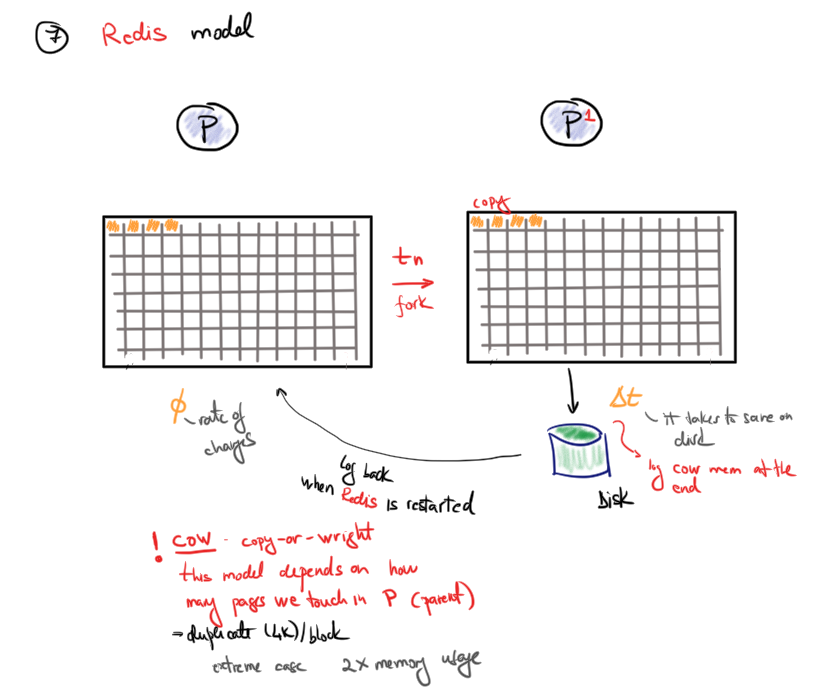 7 Redis model
P
P1
copy
tn
fork
ϕ
rate of
changes
Δt
it takes to save on
disk
log cow mem at the
end
Disk
log back
when Redis is restarted
! COW - copy-or-wright
this model depends on how
may pages we touch in P (parent)
⇒ duplicate (4K)/block
extreme case 2x memory usage